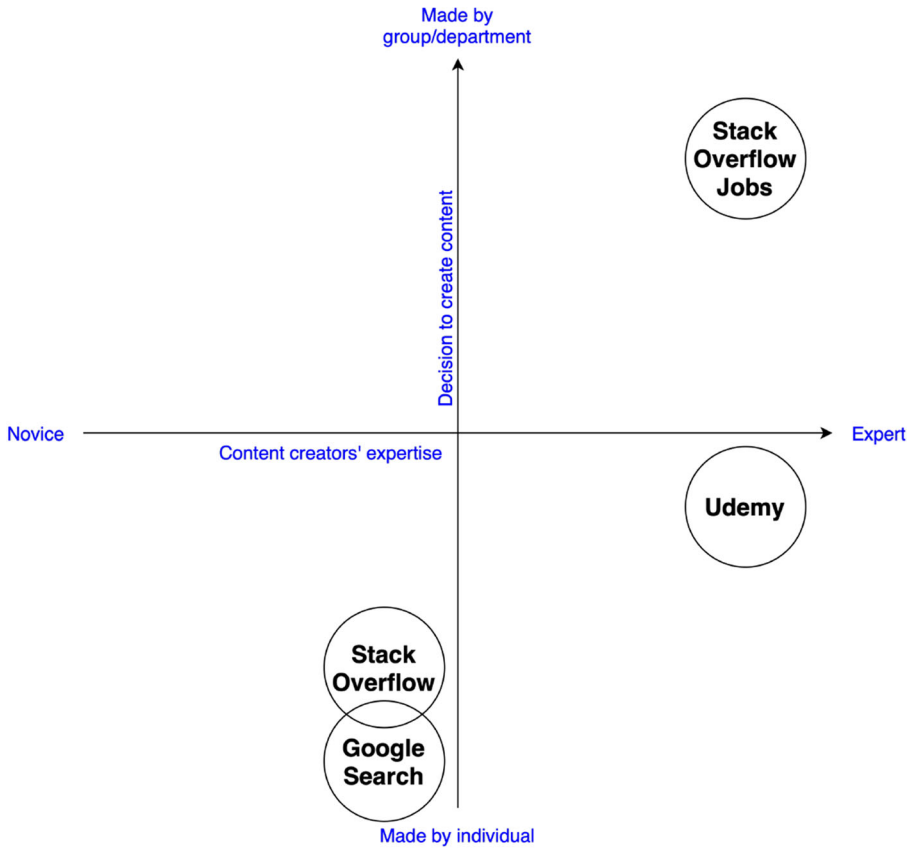 Made by
group/department
Stack
Overflow
Jobs
Decision to create content
Novice
Expert
Content creators' expertise
Udemy
Stack
Overflow
Google
Search
Made by individual